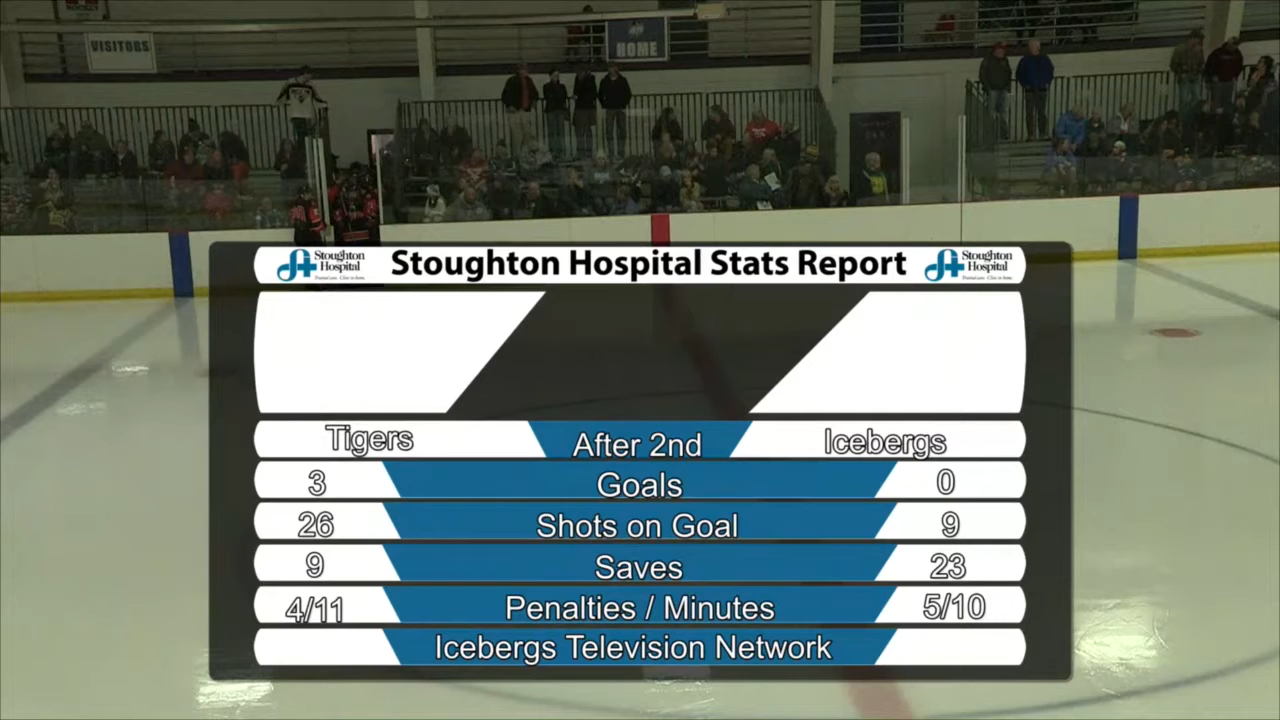 VISITORS
HOME
Stoughton Hospital
Stoughton Hospital Stats Report
Stoughton Hospital
Tigers After 2nd Icebergs
3 Goals 0
26 Shots on Goal 9
9 Saves 23
4/11 Penalties / Minutes 5/10
Icebergs Television Network